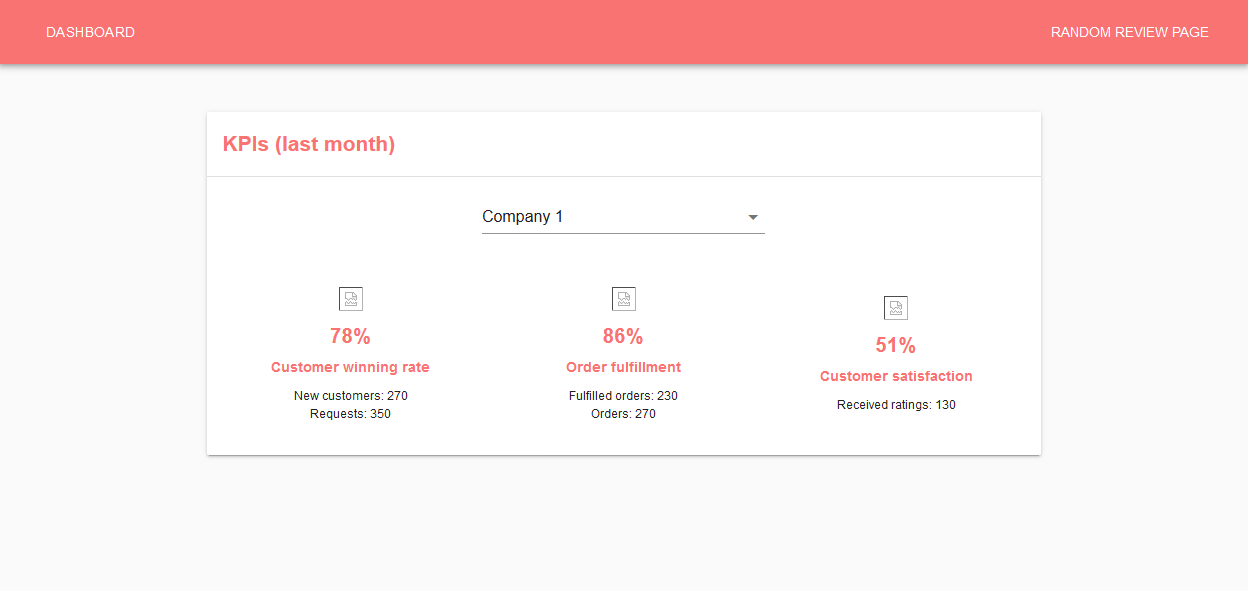 DASHBOARD
RANDOM REVIEW PAGE
KPIs (last month)
Company 1
78%
Customer winning rate
New customers: 270
Requests: 350
86%
Order fulfillment
Fulfilled orders: 230
Orders: 270
51%
Customer satisfaction
Received ratings: 130